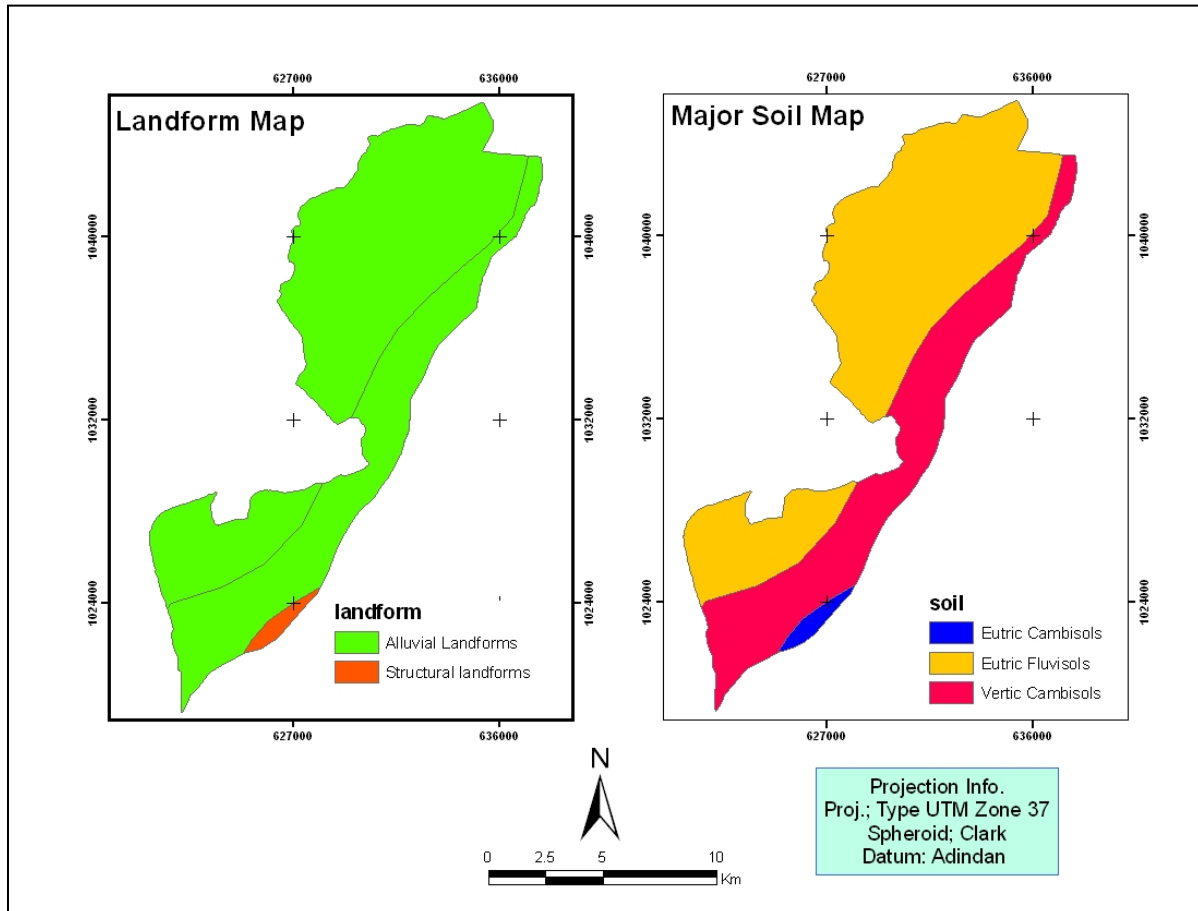 627000 636000
Landform Map
1040000 1040000
1032000 1032000
1024000 1024000
landform
Alluvial Landforms
Structural landforms
627000 636000
627000 636000
Major Soil Map
1040000 1040000
1032000 1032000
1024000 1024000
soil
Eutric Cambisols
Eutric Fluvisols
Vertic Cambisols
627000 636000
N
0 2.5 5 10
Km
Projection Info.
Proj.; Type UTM Zone 37
Spheroid; Clark
Datum: Adindan